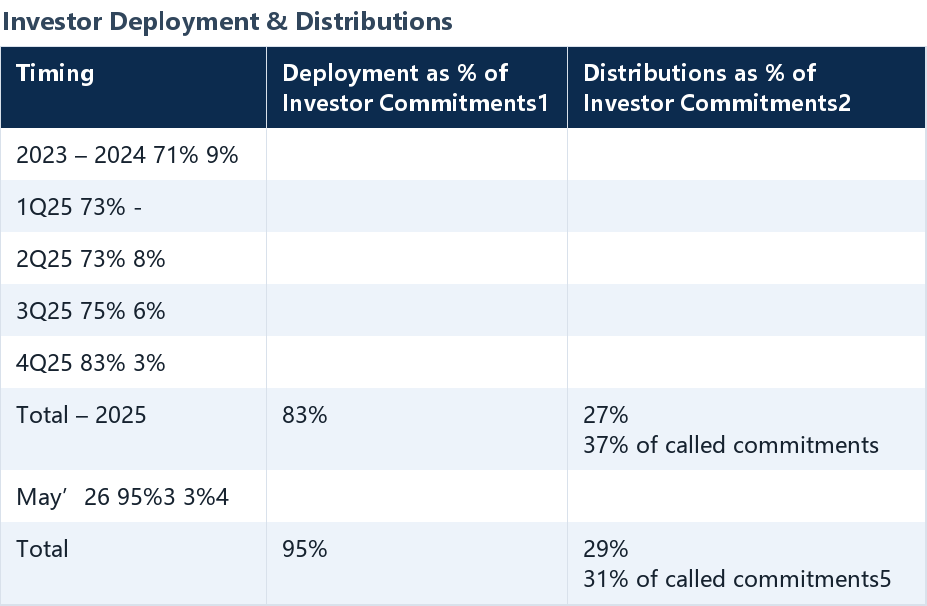 Investor Deployment & Distributions
Timing
Deployment as % of
Investor Commitments1
Distributions as % of
Investor Commitments2
2023 – 2024 71% 9%
1Q25 73% -
2Q25 73% 8%
3Q25 75% 6%
4Q25 83% 3%
Total – 2025
83%
27%
37% of called commitments
May’ 26 95%3 3%4
Total
95%
29%
31% of called commitments5